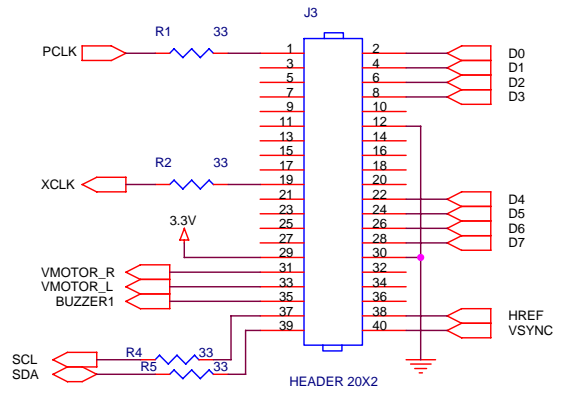 J3
R1 33
PCLK 1 2 D0
3 4 D1
5 6 D2
7 8 D3
9 10
11 12
13 14
15 16
R2 33 17 18
XCLK 19 20
21 22 D4
23 24 D5
3.3V 25 26 D6
27 28 D7
29 30
VMOTOR_R 31 32
VMOTOR_L 33 34
BUZZER1 35 36
37 38 HREF
39 40 VSYNC
SCL R4 33
SDA R5 33
HEADER 20X2